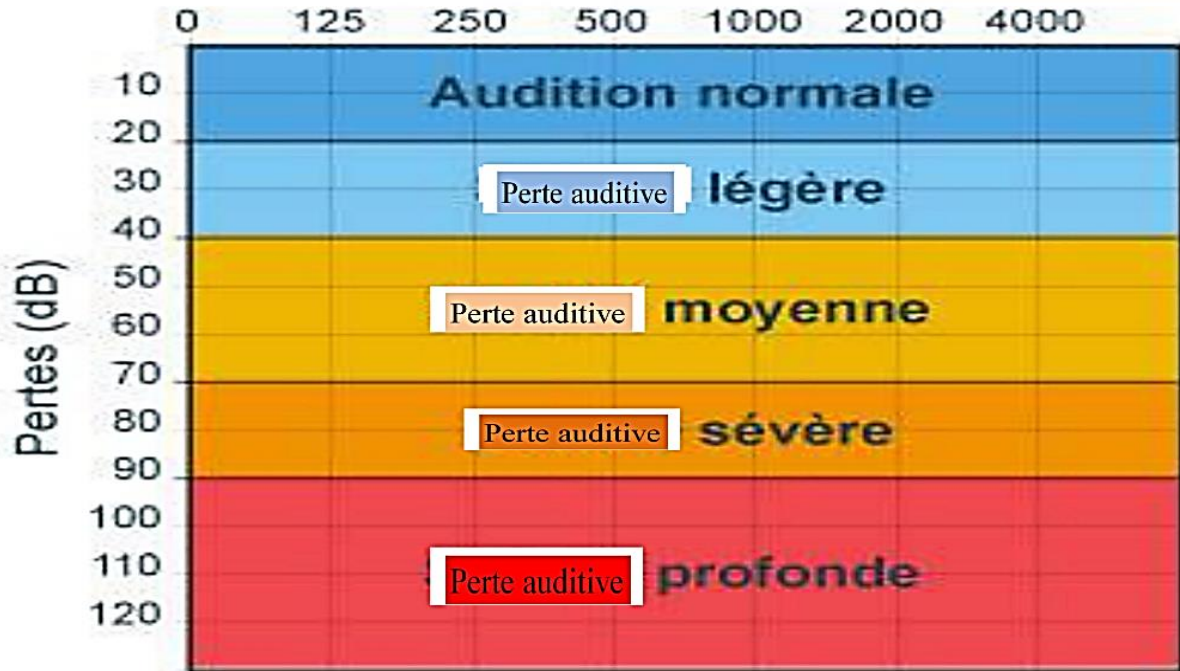 0 125 250 500 1000 2000 4000
Pertes (dB)
10
Audition normale
20
30
Perte auditive légère
40
50
Perte auditive moyenne
60
70
80
Perte auditive sévère
90
100
110
Perte auditive profonde
120